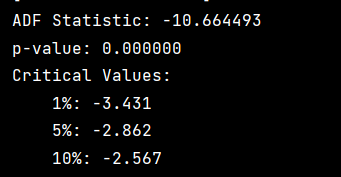 ADF Statistic: -10.664493
p-value: 0.000000
Critical Values:
1%: -3.431
5%: -2.862
10%: -2.567